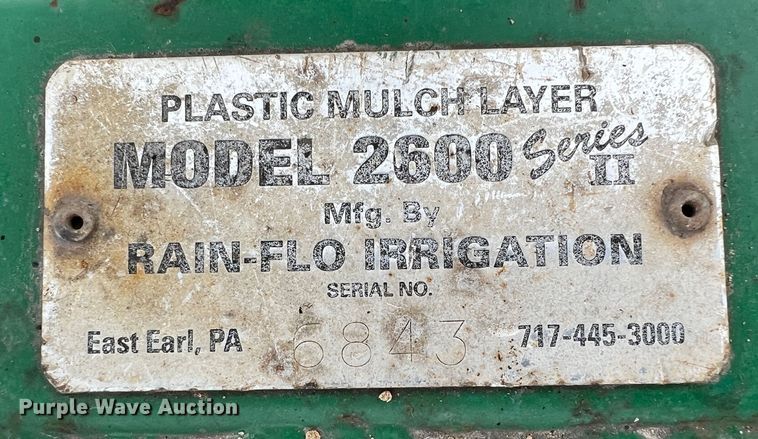 PLASTIC MULCH LAYER
MODEL 2600 Series II
Mfg. By
RAIN-FLO IRRIGATION
SERIAL NO.
East Earl, PA 6843 717-445-3000
Purple Wave Auction